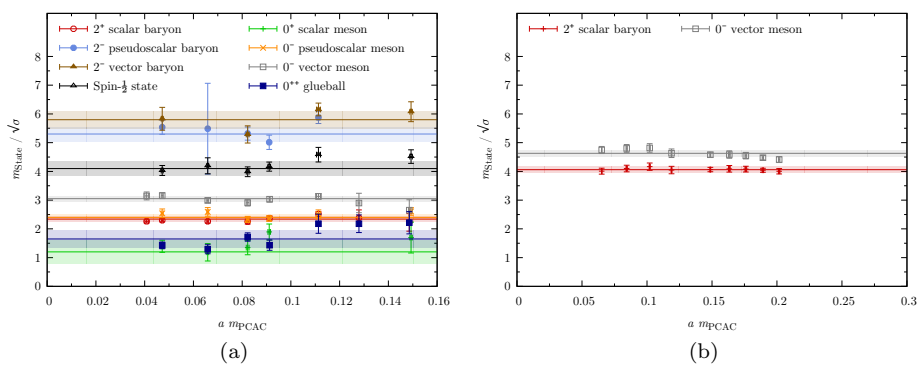 m_State / √σ
0
1
2
3
4
5
6
7
8
0
0.02
0.04
0.06
0.08
0.1
0.12
0.14
0.16
a m_PCAC
2⁺ scalar baryon
2⁻ pseudoscalar baryon
2⁻ vector baryon
Spin-½ state
0⁺ scalar meson
0⁻ pseudoscalar meson
0⁻ vector meson
0⁺⁺ glueball
(a)
m_State / √σ
0
1
2
3
4
5
6
7
8
0
0.05
0.1
0.15
0.2
0.25
0.3
a m_PCAC
2⁺ scalar baryon
0⁻ vector meson
(b)